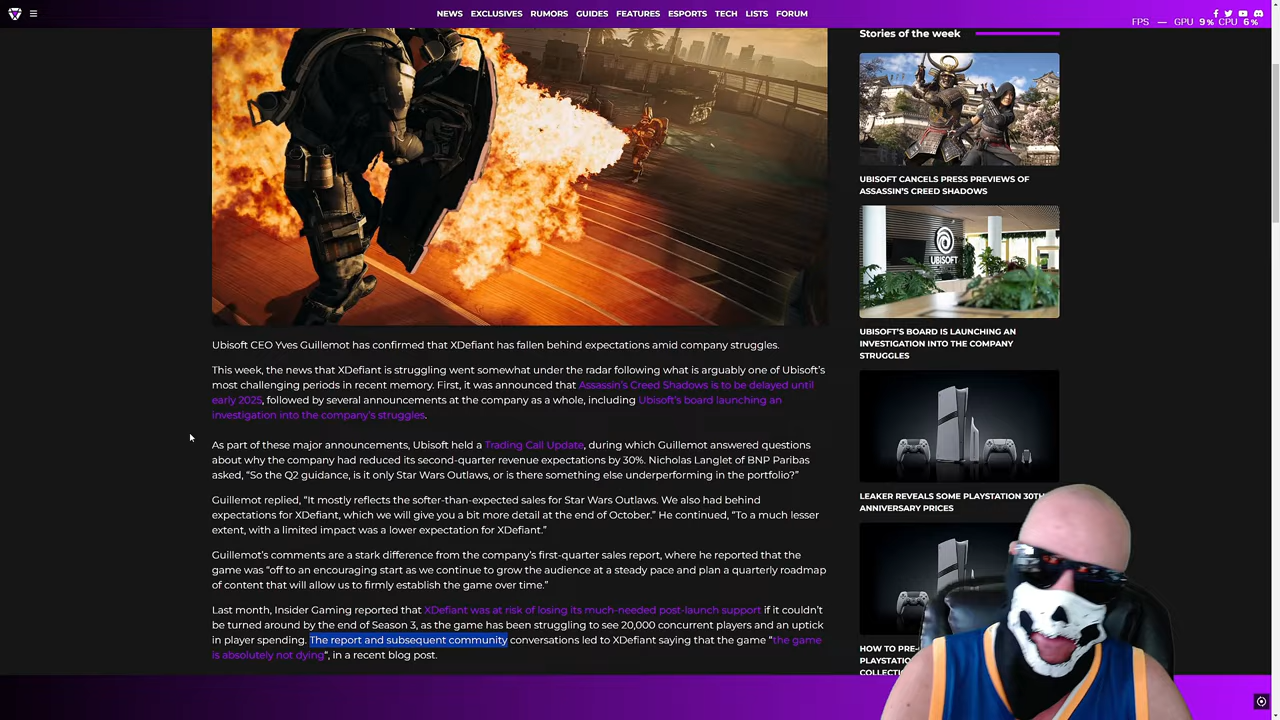 NEWS EXCLUSIVES RUMORS GUIDES FEATURES ESPORTS TECH LISTS FORUM
FPS — GPU 9% CPU 6%
Stories of the week
UBISOFT CANCELS PRESS PREVIEWS OF
ASSASSIN'S CREED SHADOWS
UBISOFT
UBISOFT'S BOARD IS LAUNCHING AN
INVESTIGATION INTO THE COMPANY
STRUGGLES
LEAKER REVEALS SOME PLAYSTATION 30TH
ANNIVERSARY PRICES
HOW TO PRE-
PLAYSTATION
COLLEC
Ubisoft CEO Yves Guillemot has confirmed that XDefiant has fallen behind expectations amid company struggles.
This week, the news that XDefiant is struggling went somewhat under the radar following what is arguably one of Ubisoft's
most challenging periods in recent memory. First, it was announced that Assassin's Creed Shadows is to be delayed until
early 2025, followed by several announcements at the company as a whole, including Ubisoft's board launching an
investigation into the company's struggles.
As part of these major announcements, Ubisoft held a Trading Call Update, during which Guillemot answered questions
about why the company had reduced its second-quarter revenue expectations by 30%. Nicholas Langlet of BNP Paribas
asked, “So the Q2 guidance, is it only Star Wars Outlaws, or is there something else underperforming in the portfolio?”
Guillemot replied, “It mostly reflects the softer-than-expected sales for Star Wars Outlaws. We also had behind
expectations for XDefiant, which we will give you a bit more detail at the end of October.” He continued, “To a much lesser
extent, with a limited impact was a lower expectation for XDefiant.”
Guillemot's comments are a stark difference from the company's first-quarter sales report, where he reported that the
game was “off to an encouraging start as we continue to grow the audience at a steady pace and plan a quarterly roadmap
of content that will allow us to firmly establish the game over time.”
Last month, Insider Gaming reported that XDefiant was at risk of losing its much-needed post-launch support if it couldn't
be turned around by the end of Season 3, as the game has been struggling to see 20,000 concurrent players and an uptick
in player spending. The report and subsequent community conversations led to XDefiant saying that the game “the game
is absolutely not dying“, in a recent blog post.